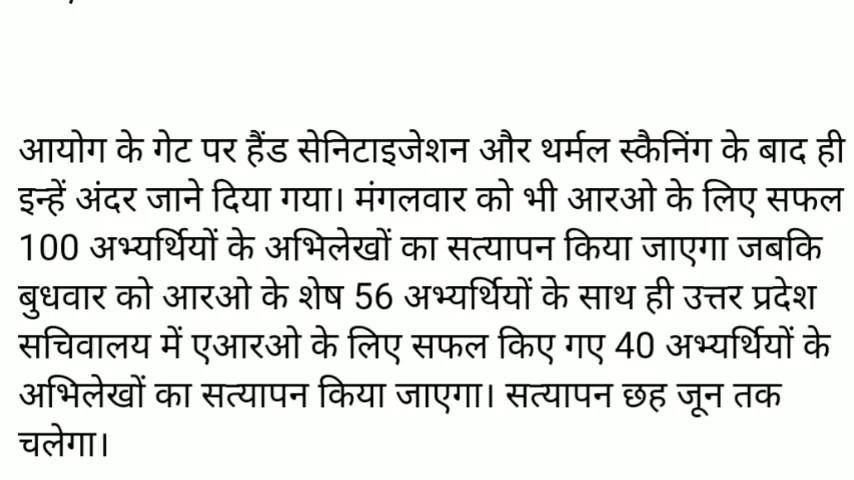 आयोग के गेट पर हैंड सेनिटाइजेशन और थर्मल स्कैनिंग के बाद ही
इन्हें अंदर जाने दिया गया। मंगलवार को भी आरओ के लिए सफल
100 अभ्यर्थियों के अभिलेखों का सत्यापन किया जाएगा जबकि
बुधवार को आरओ के शेष 56 अभ्यर्थियों के साथ ही उत्तर प्रदेश
सचिवालय में एआरओ के लिए सफल किए गए 40 अभ्यर्थियों के
अभिलेखों का सत्यापन किया जाएगा। सत्यापन छह जून तक
चलेगा।